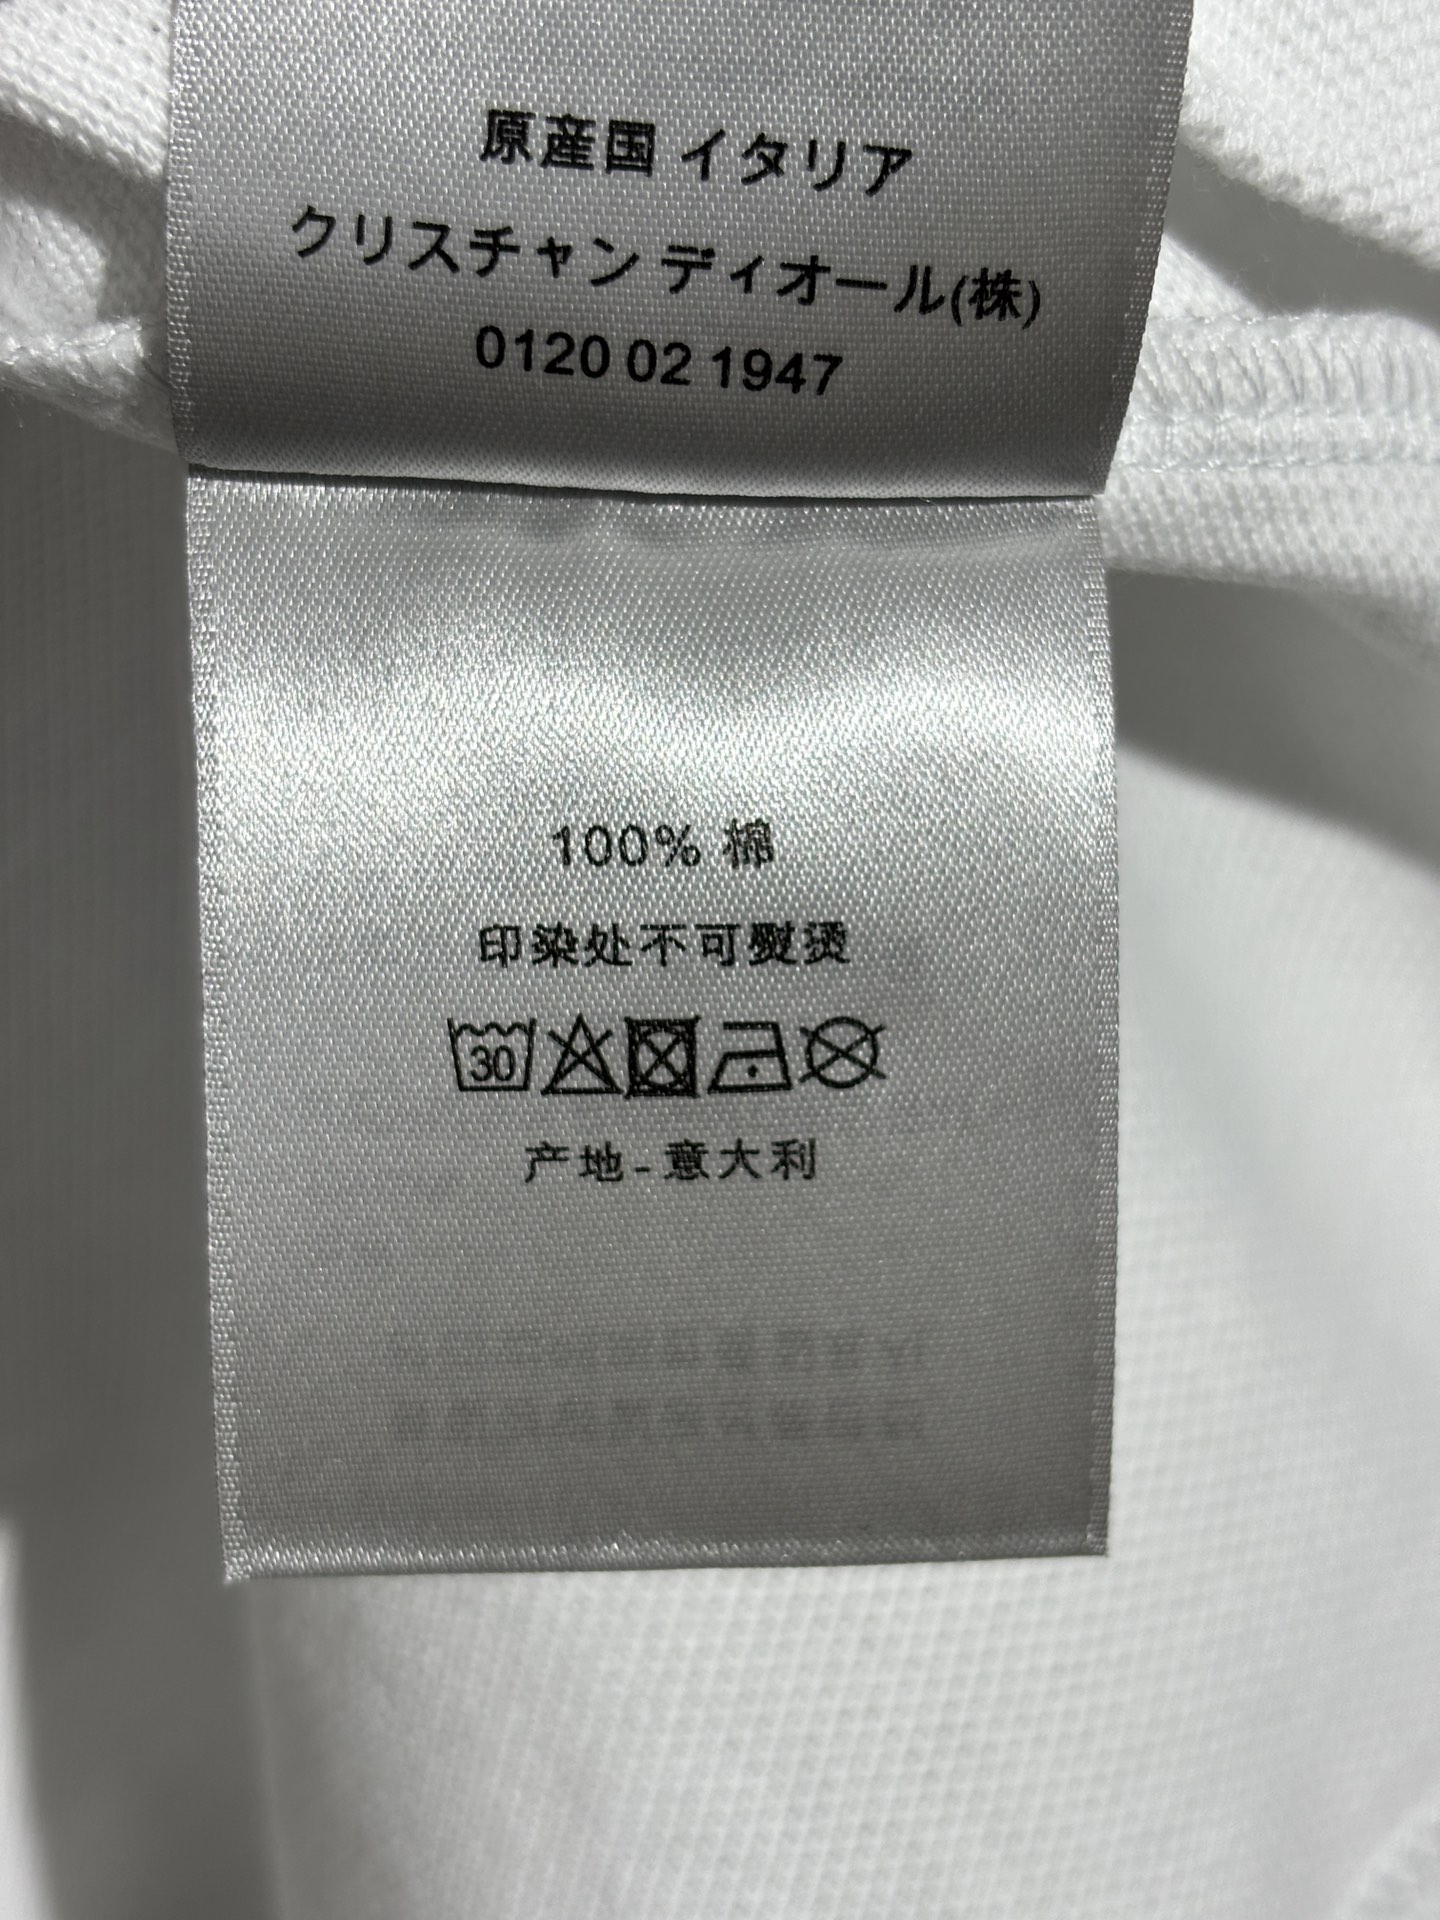 原産国 イタリア
クリスチャン ディオール(株)
0120 02 1947
100% 棉
印染处不可熨烫
30
产地-意大利